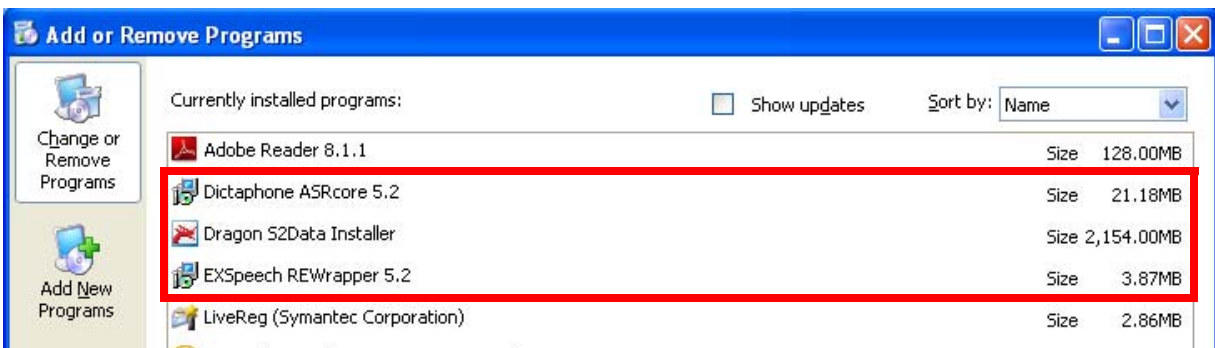 Add or Remove Programs
Change or
Remove
Programs
Add New
Programs
Currently installed programs:
Show updates
Sort by: Name
Adobe Reader 8.1.1 Size 128.00MB
Dictaphone ASRcore 5.2 Size 21.18MB
Dragon S2Data Installer Size 2,154.00MB
EXSpeech REWrapper 5.2 Size 3.87MB
LiveReg (Symantec Corporation) Size 2.86MB